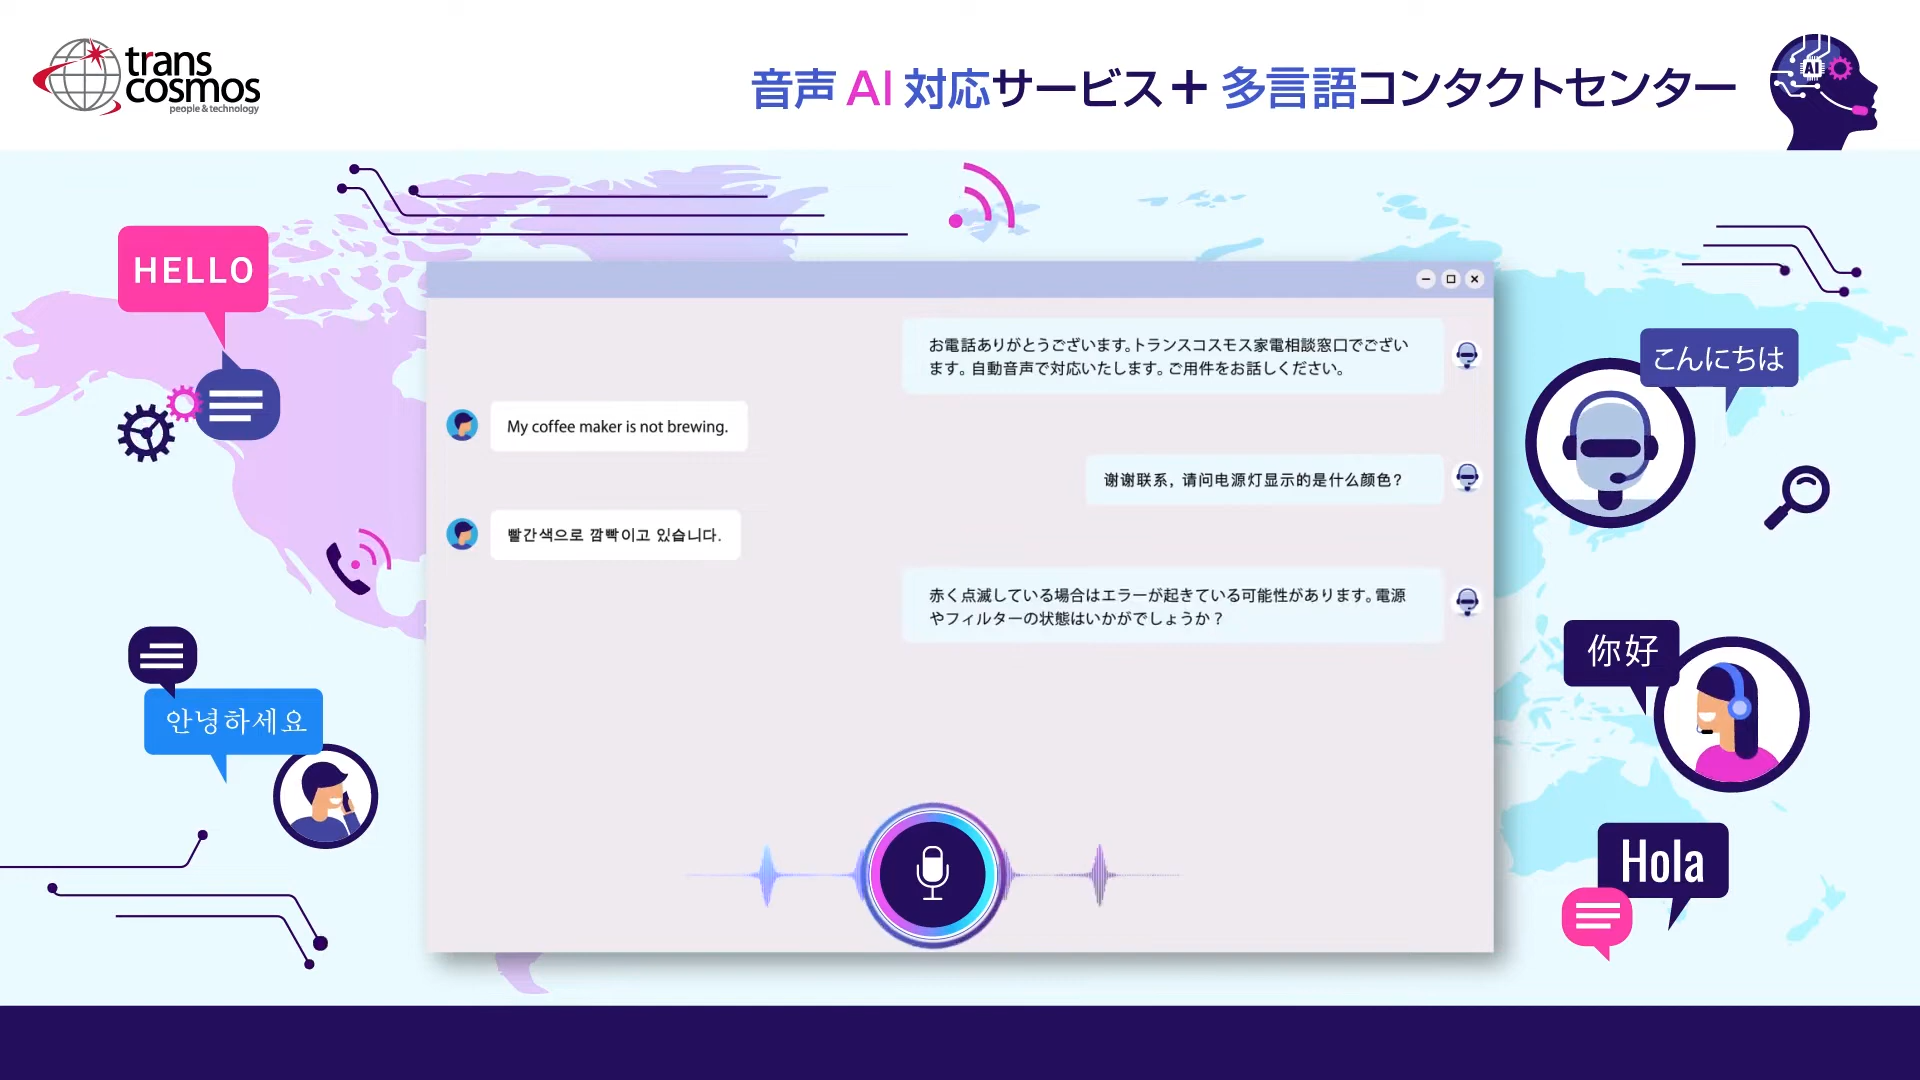 trans
cosmos
people & technology
音声 AI 対応サービス+ 多言語コンタクトセンター
AI
HELLO
お電話ありがとうございます。トランスコスモス家電相談窓口でござい
ます。自動音声で対応いたします。ご用件をお話しください。
My coffee maker is not brewing.
谢谢联系，请问电源灯显示的是什么颜色？
빨간색으로 깜빡이고 있습니다.
赤く点滅している場合はエラーが起きている可能性があります。電源
やフィルターの状態はいかがでしょうか？
こんにちは
안녕하세요
你好
Hola